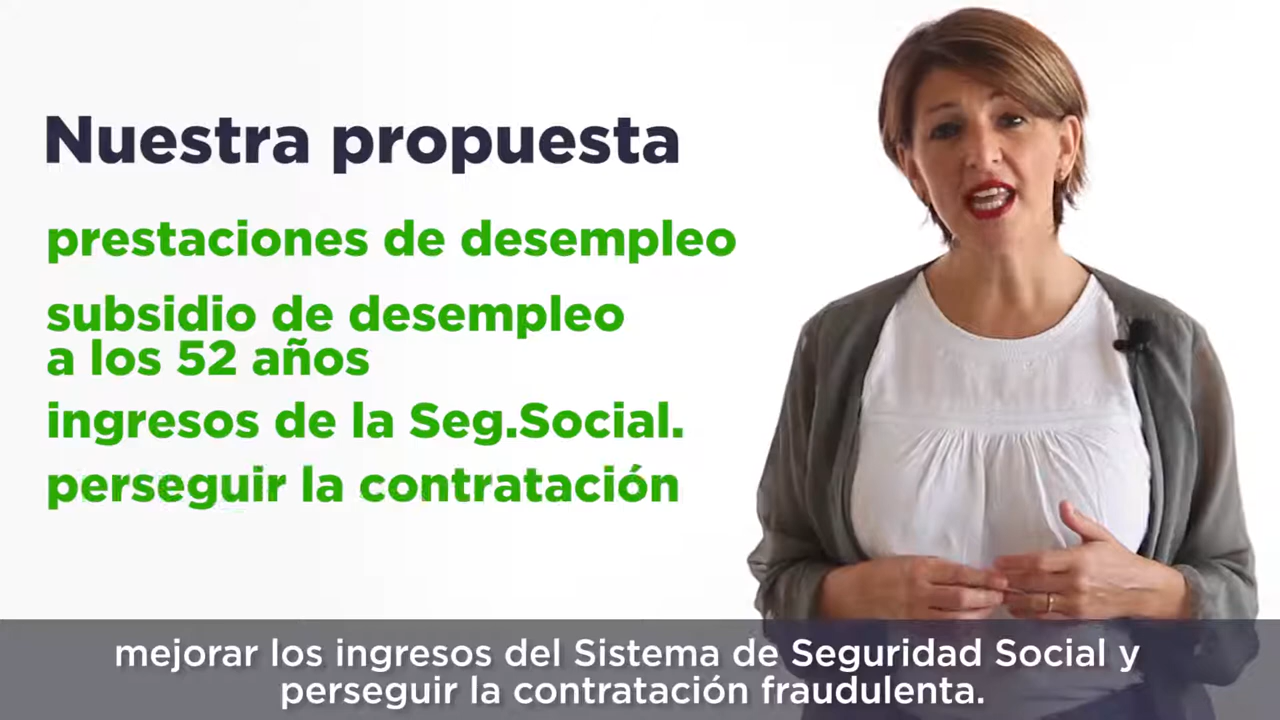 Nuestra propuesta
prestaciones de desempleo
subsidio de desempleo
a los 52 años
ingresos de la Seg.Social.
perseguir la contratación
mejorar los ingresos del Sistema de Seguridad Social y
perseguir la contratación fraudulenta.